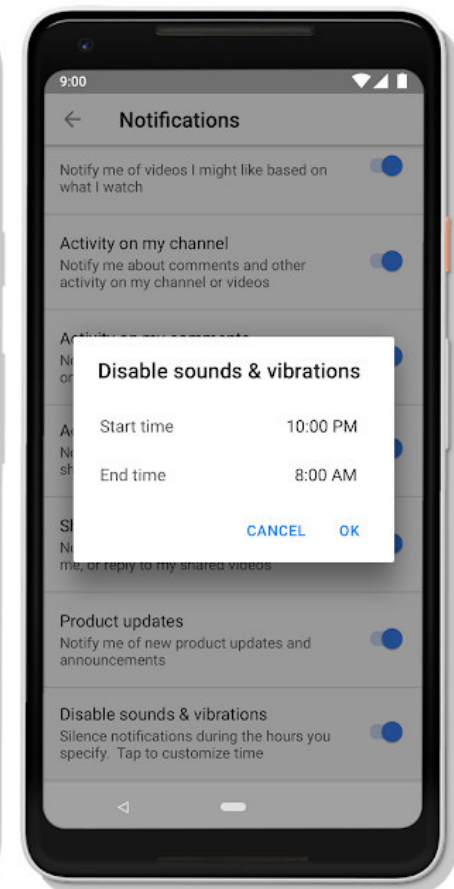 9:00
Notifications
Notify me of videos I might like based on
what I watch
Activity on my channel
Notify me about comments and other
activity on my channel or videos
Disable sounds & vibrations
Start time 10:00 PM
End time 8:00 AM
CANCEL OK
me, or reply to my shared videos
Product updates
Notify me of new product updates and
announcements
Disable sounds & vibrations
Silence notifications during the hours you
specify. Tap to customize time